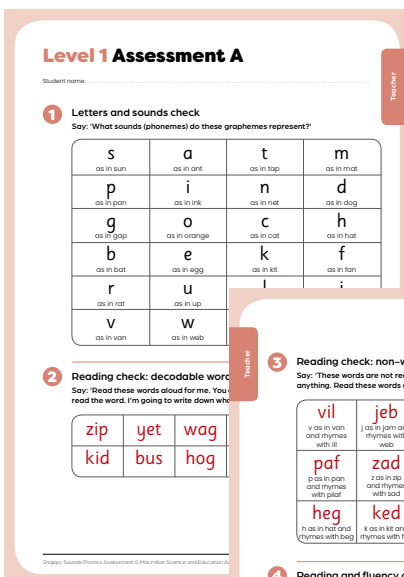 Level 1 Assessment A
Student name:
Teacher
1 Letters and sounds check
Say: ‘What sounds (phonemes) do these graphemes represent?’
s a t m
as in sun as in ant as in tap as in mat
p i n d
as in pan as in ink as in net as in dog
g o c h
as in gap as in orange as in cat as in hat
b e k f
as in bat as in egg as in kit as in fan
r u
as in rat as in up
v w
as in van as in web
2 Reading check: decodable
Say: ‘Read these words aloud for me. You
read the word. I’m going to write down
zip yet wag
kid bus hog
Snappy Sounds Phonics Assessment © Macmillan Science and Education
Teacher
3 Reading check:
Say: ‘These words are not
anything. Read these words
vil jeb
v as in van j as in jam
and rhymes rhymes with
with ill web
paf zad
p as in pan z as in zip
and rhymes and rhymes
with pilaf with sad
heg ked
h as in hat and k as in kit and
rhymes with beg rhymes with
4 Reading and fluency